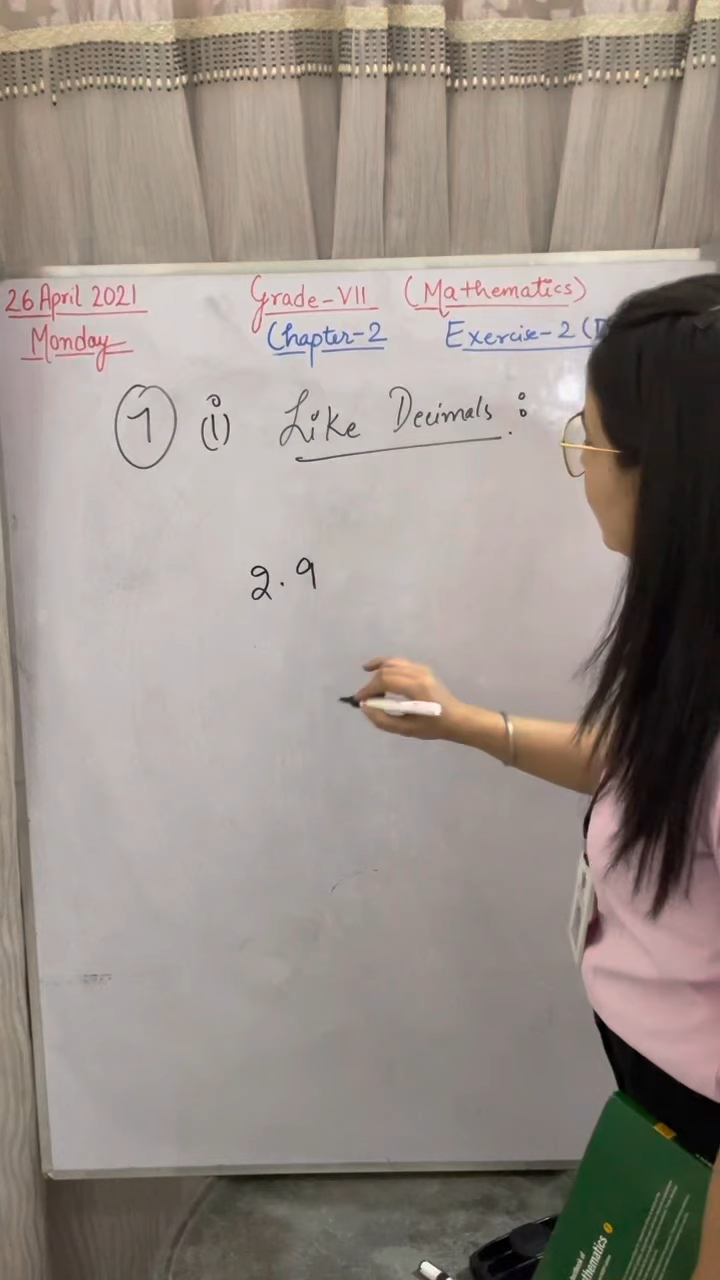 26 April 2021 Grade-VII (Mathematics)
Monday Chapter-2 Exercise-2 (D
1 (i) Like Decimals :
2.9